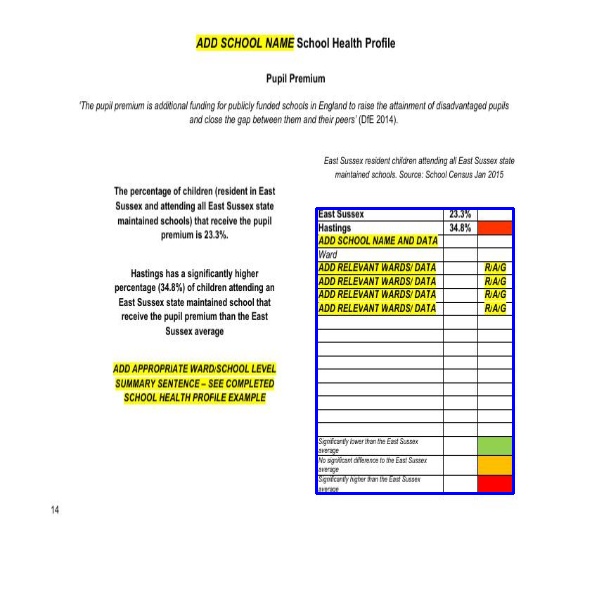 ADD SCHOOL NAME School Health Profile
Pupil Premium
'The pupil premium is additional funding for publicly funded schools in England to raise the attainment of disadvantaged pupils
and close the gap between them and their peers' (DfE 2014).
The percentage of children (resident in East
Sussex and attending all East Sussex state
maintained schools) that receive the pupil
premium is 23.3%.
Hastings has a significantly higher
percentage (34.8%) of children attending an
East Sussex state maintained school that
receive the pupil premium than the East
Sussex average
ADD APPROPRIATE WARD/SCHOOL LEVEL
SUMMARY SENTENCE – SEE COMPLETED
SCHOOL HEALTH PROFILE EXAMPLE
East Sussex resident children attending all East Sussex state
maintained schools. Source: School Census Jan 2015
East Sussex 23.3%
Hastings 34.8%
ADD SCHOOL NAME AND DATA
Ward
ADD RELEVANT WARDS/ DATA R/A/G
ADD RELEVANT WARDS/ DATA R/A/G
ADD RELEVANT WARDS/ DATA R/A/G
ADD RELEVANT WARDS/ DATA R/A/G
Significantly lower than the East Sussex
average
No significant difference to the East Sussex
average
Significantly higher than the East Sussex
average
14